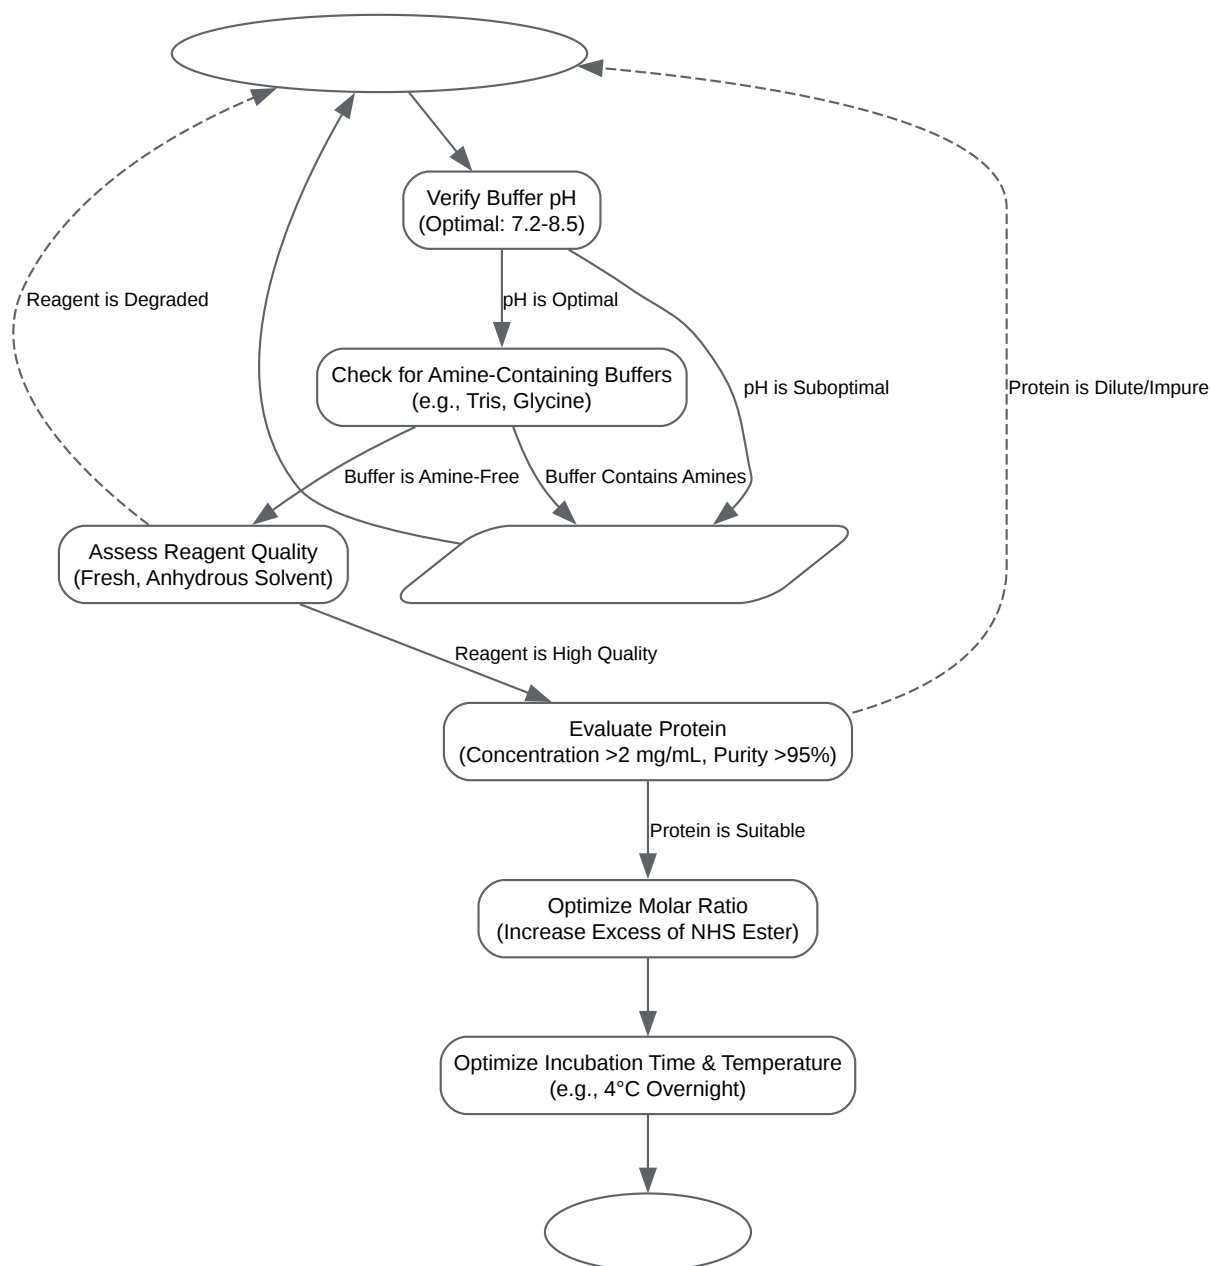 Verify Buffer pH
(Optimal: 7.2-8.5)
Reagent is Degraded
pH is Optimal
Check for Amine-Containing Buffers
(e.g., Tris, Glycine)
pH is Suboptimal
Protein is Dilute/Impure
Buffer is Amine-Free
Buffer Contains Amines
Assess Reagent Quality
(Fresh, Anhydrous Solvent)
Reagent is High Quality
Evaluate Protein
(Concentration >2 mg/mL, Purity >95%)
Protein is Suitable
Optimize Molar Ratio
(Increase Excess of NHS Ester)
Optimize Incubation Time & Temperature
(e.g., 4°C Overnight)